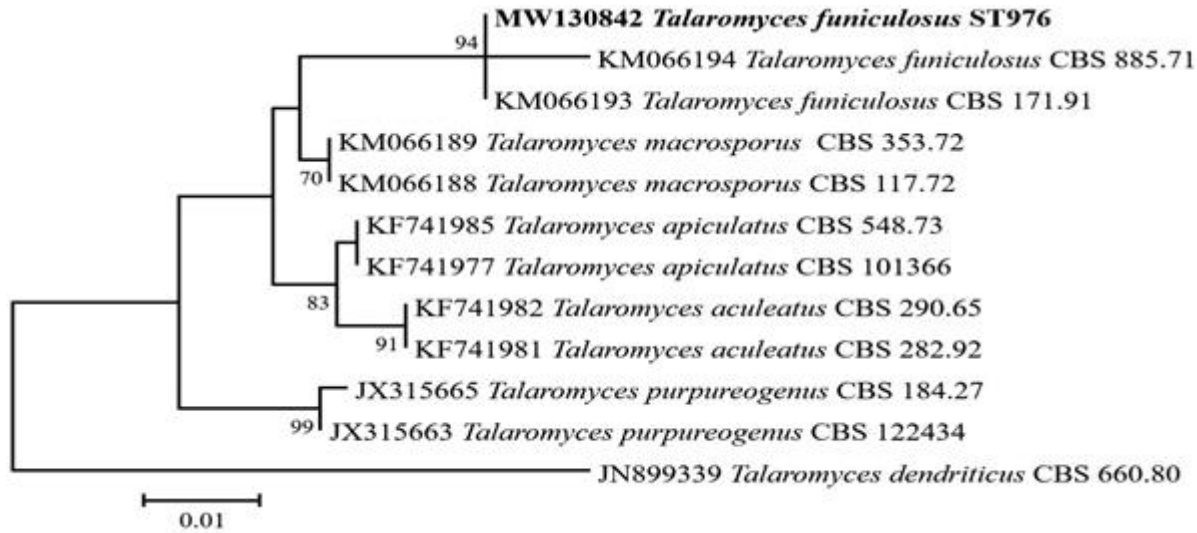 MW130842 Talaromyces funiculosus ST976
94
KM066194 Talaromyces funiculosus CBS 885.71
KM066193 Talaromyces funiculosus CBS 171.91
KM066189 Talaromyces macrosporus CBS 353.72
70
KM066188 Talaromyces macrosporus CBS 117.72
KF741985 Talaromyces apiculatus CBS 548.73
KF741977 Talaromyces apiculatus CBS 101366
83
KF741982 Talaromyces aculeatus CBS 290.65
91
KF741981 Talaromyces aculeatus CBS 282.92
JX315665 Talaromyces purpureogenus CBS 184.27
99
JX315663 Talaromyces purpureogenus CBS 122434
JN899339 Talaromyces dendriticus CBS 660.80
0.01